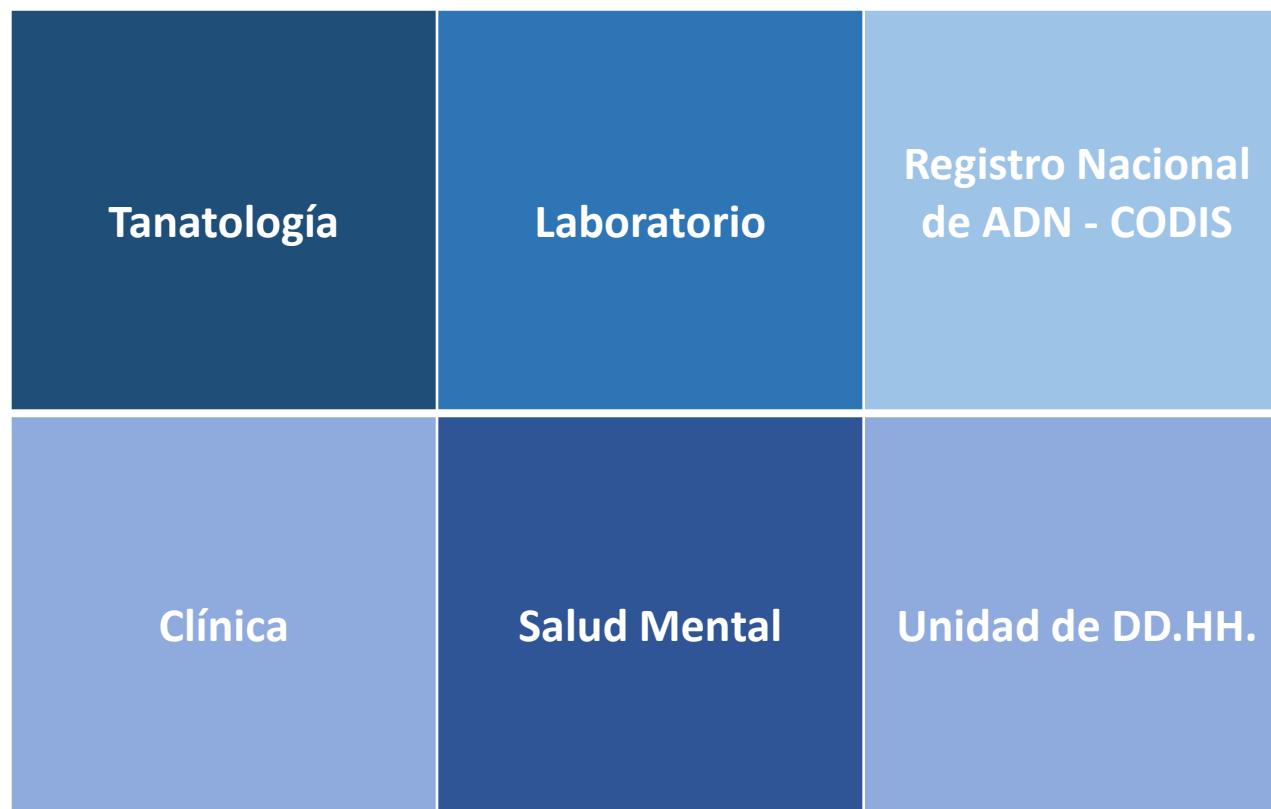 Tanatología
Laboratorio
Registro Nacional
de ADN - CODIS
Clínica
Salud Mental
Unidad de DD.HH.